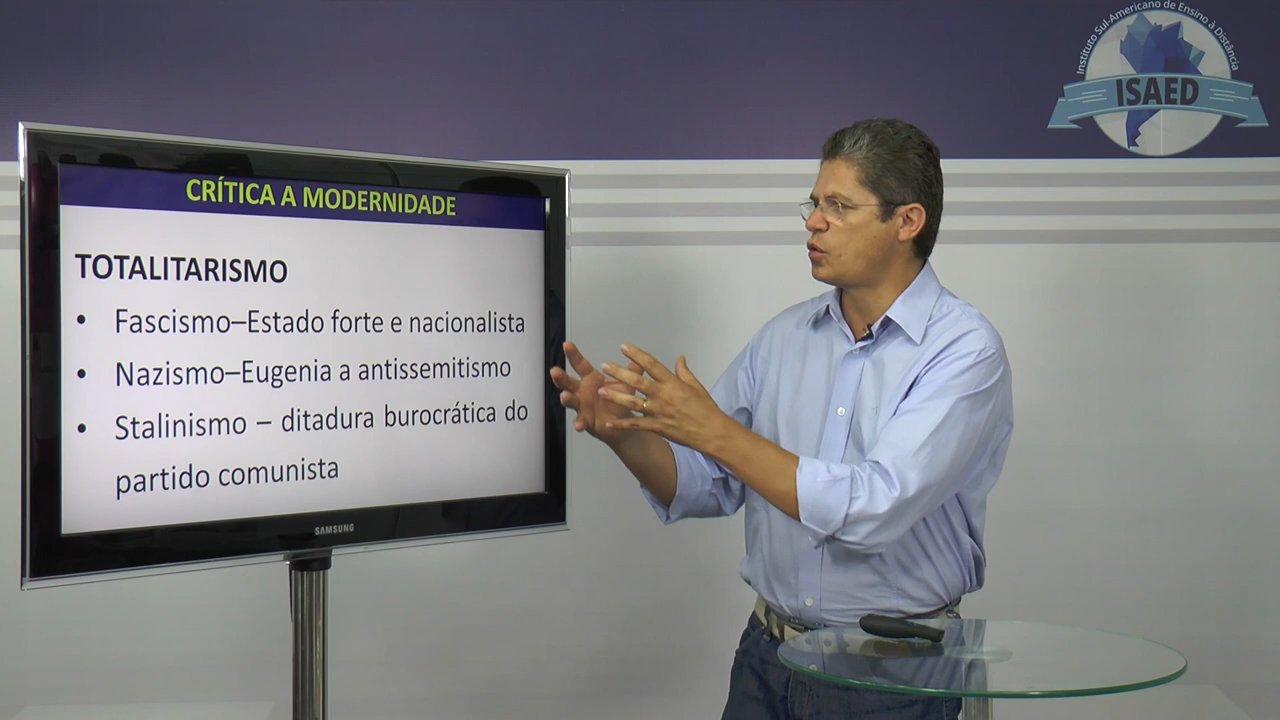 Instituto Sul-Americano de Ensino à Distância
ISAED
CRÍTICA A MODERNIDADE
TOTALITARISMO
• Fascismo–Estado forte e nacionalista
• Nazismo–Eugenia a antissemitismo
• Stalinismo – ditadura burocrática do
partido comunista
SAMSUNG